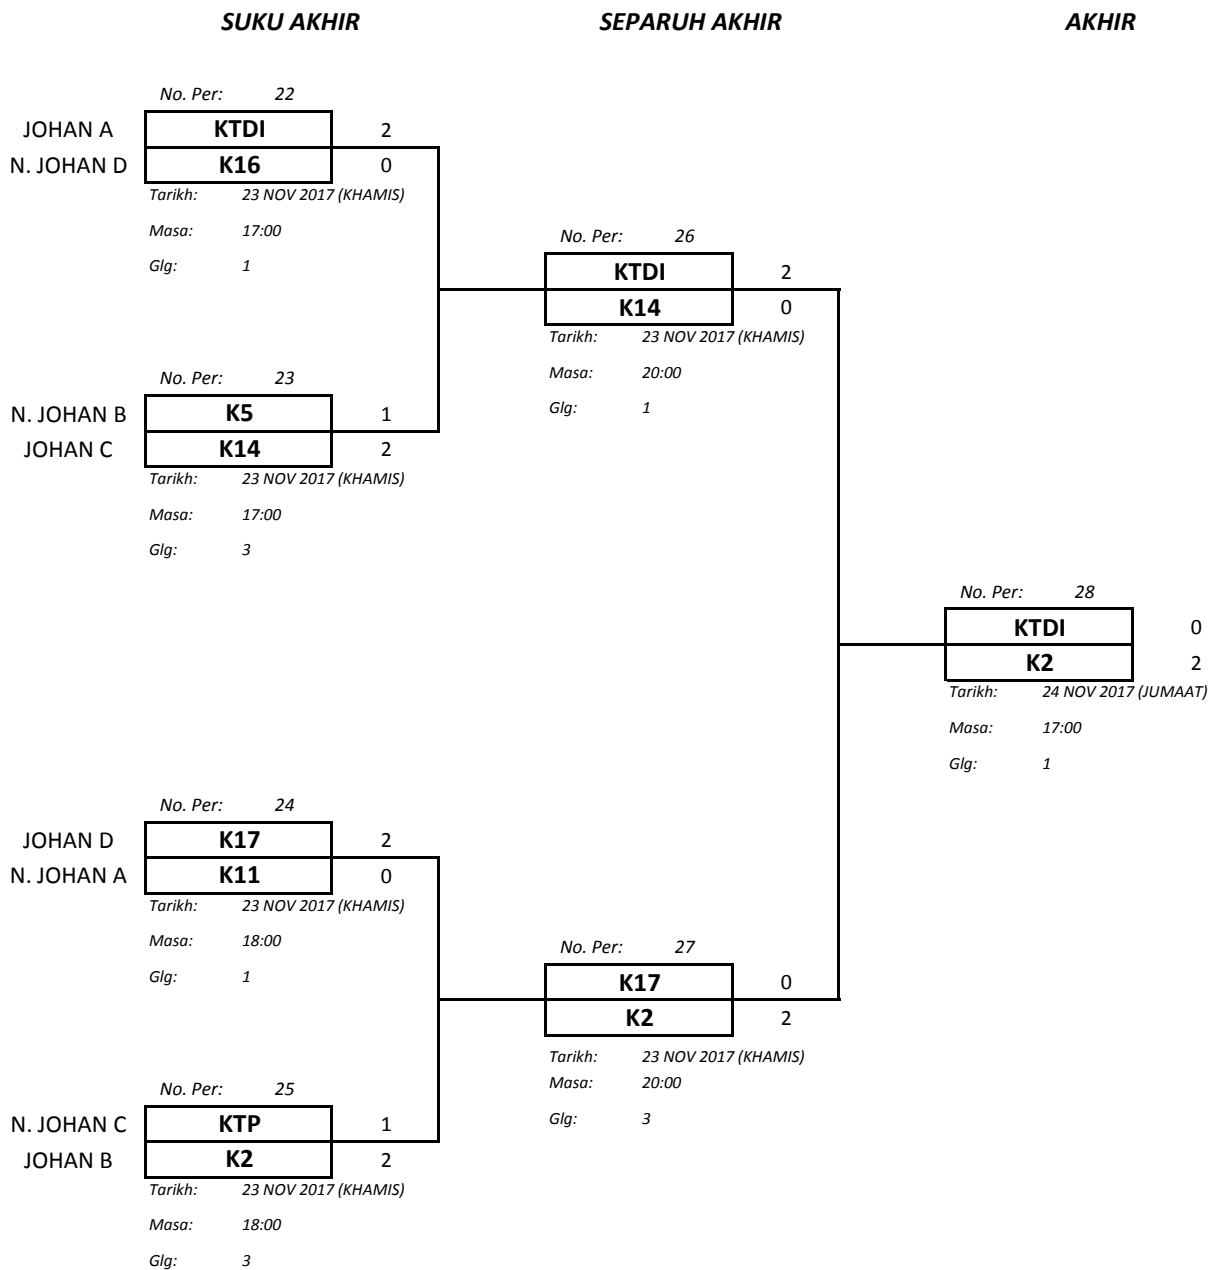 SUKU AKHIR SEPARUH AKHIR AKHIR
No. Per: 22
JOHAN A KTDI 2
N. JOHAN D K16 0
Tarikh: 23 NOV 2017 (KHAMIS)
Masa: 17:00
Glg: 1
No. Per: 23
N. JOHAN B K5 1
JOHAN C K14 2
Tarikh: 23 NOV 2017 (KHAMIS)
Masa: 17:00
Glg: 3
No. Per: 24
JOHAN D K17 2
N. JOHAN A K11 0
Tarikh: 23 NOV 2017 (KHAMIS)
Masa: 18:00
Glg: 1
No. Per: 25
N. JOHAN C KTP 1
JOHAN B K2 2
Tarikh: 23 NOV 2017 (KHAMIS)
Masa: 18:00
Glg: 3
No. Per: 26
KTDI 2
K14 0
Tarikh: 23 NOV 2017 (KHAMIS)
Masa: 20:00
Glg: 1
No. Per: 27
K17 0
K2 2
Tarikh: 23 NOV 2017 (KHAMIS)
Masa: 20:00
Glg: 3
No. Per: 28
KTDI 0
K2 2
Tarikh: 24 NOV 2017 (JUMAAT)
Masa: 17:00
Glg: 1